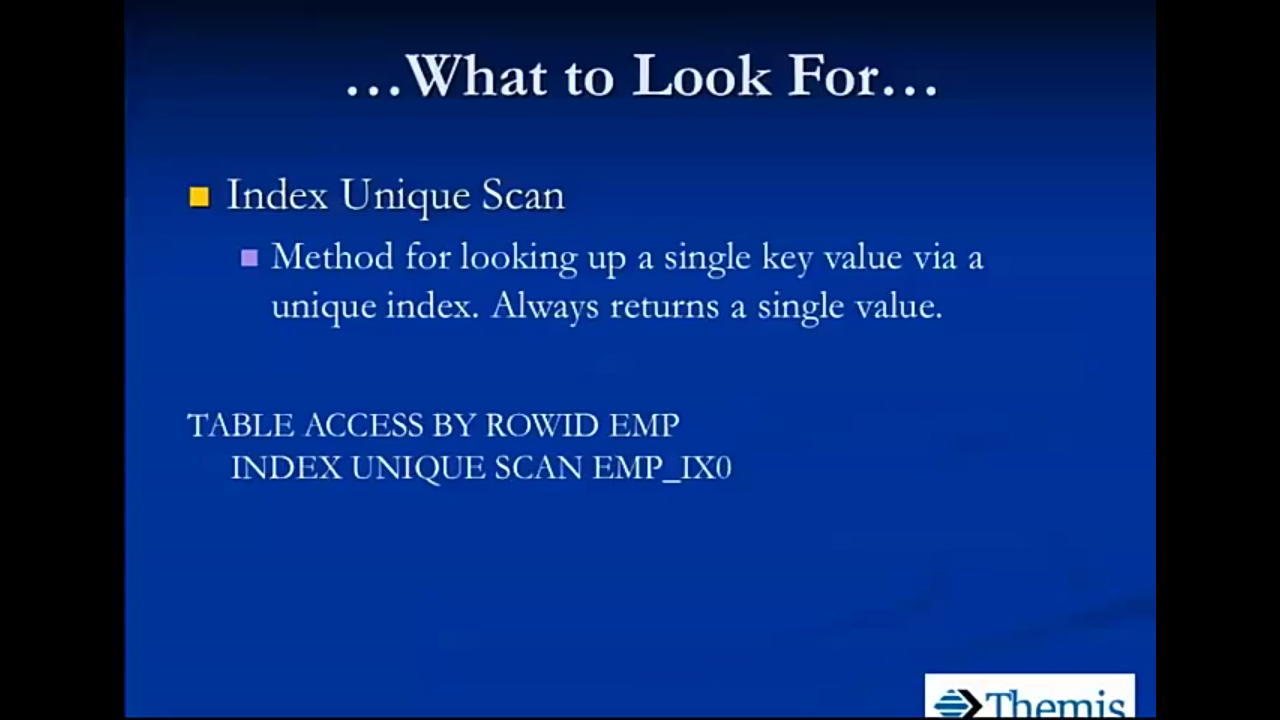 …What to Look For…
Index Unique Scan
Method for looking up a single key value via a
unique index. Always returns a single value.
TABLE ACCESS BY ROWID EMP
INDEX UNIQUE SCAN EMP_IX0
Themis